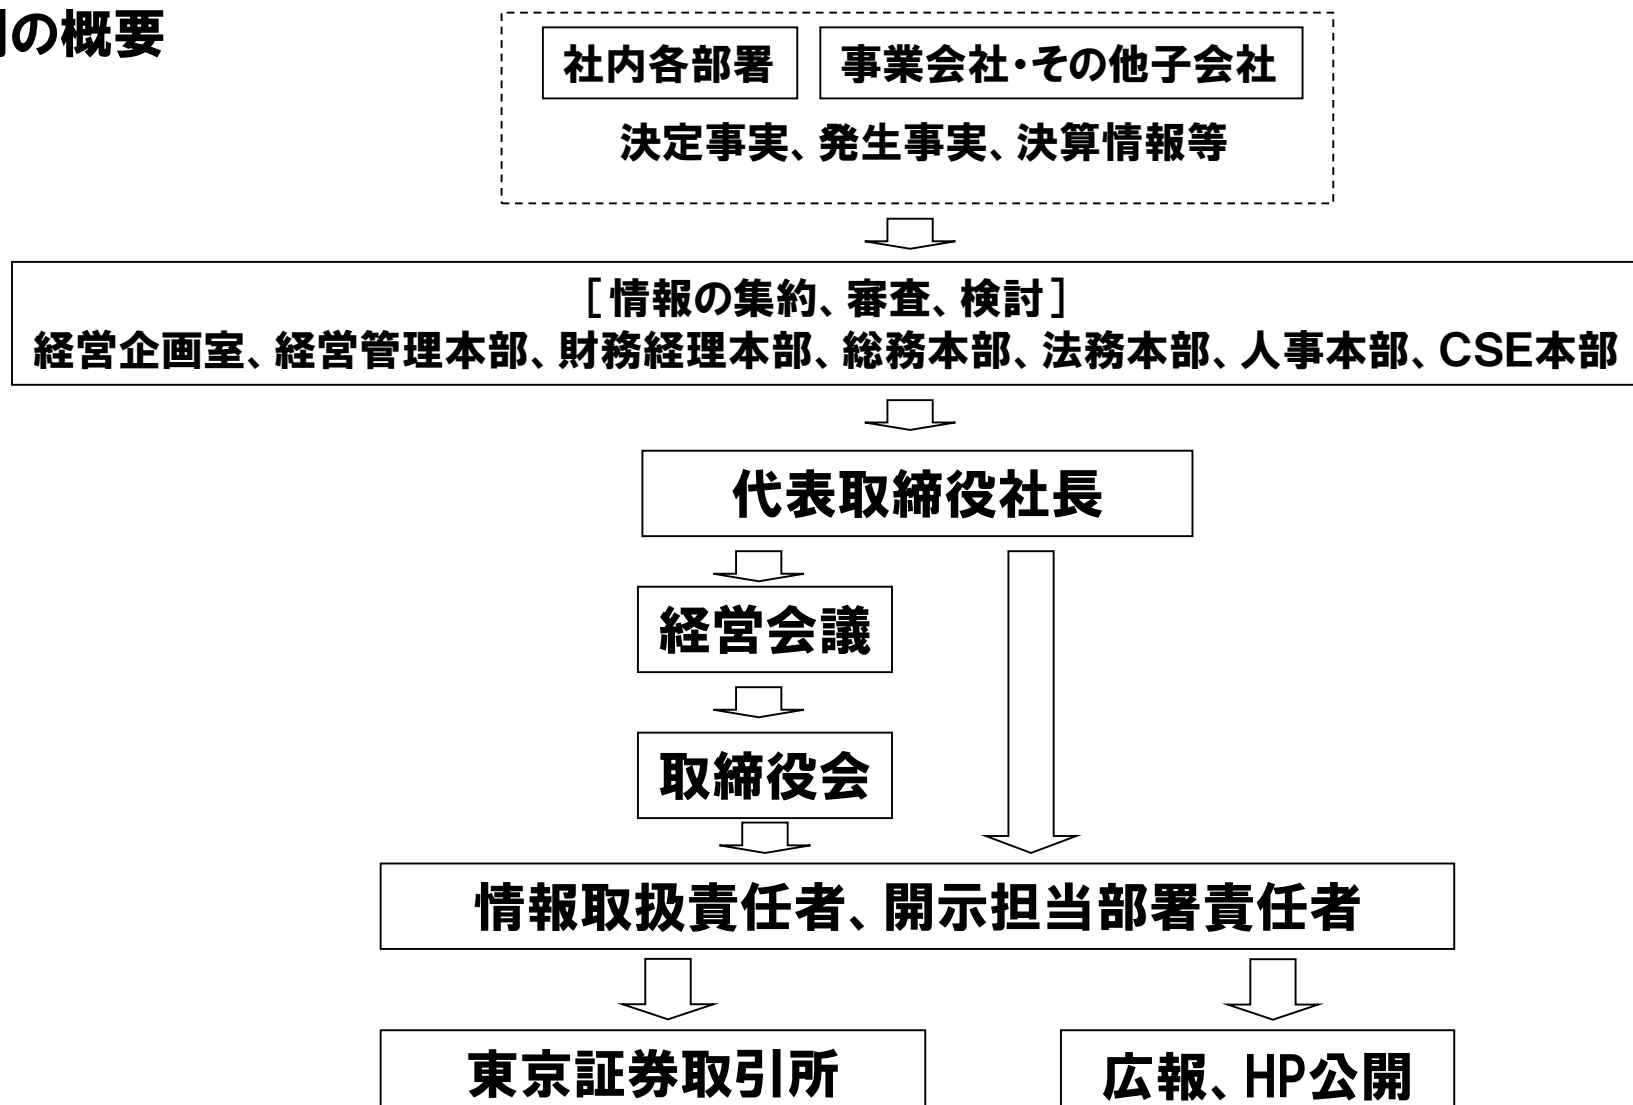 の概要
社内各部署
事業会社・その他子会社
決定事実、発生事実、決算情報等
[情報の集約、審査、検討]
経営企画室、経営管理本部、財務経理本部、総務本部、法務本部、人事本部、CSE本部
代表取締役社長
経営会議
取締役会
情報取扱責任者、開示担当部署責任者
東京証券取引所
広報、HP公開